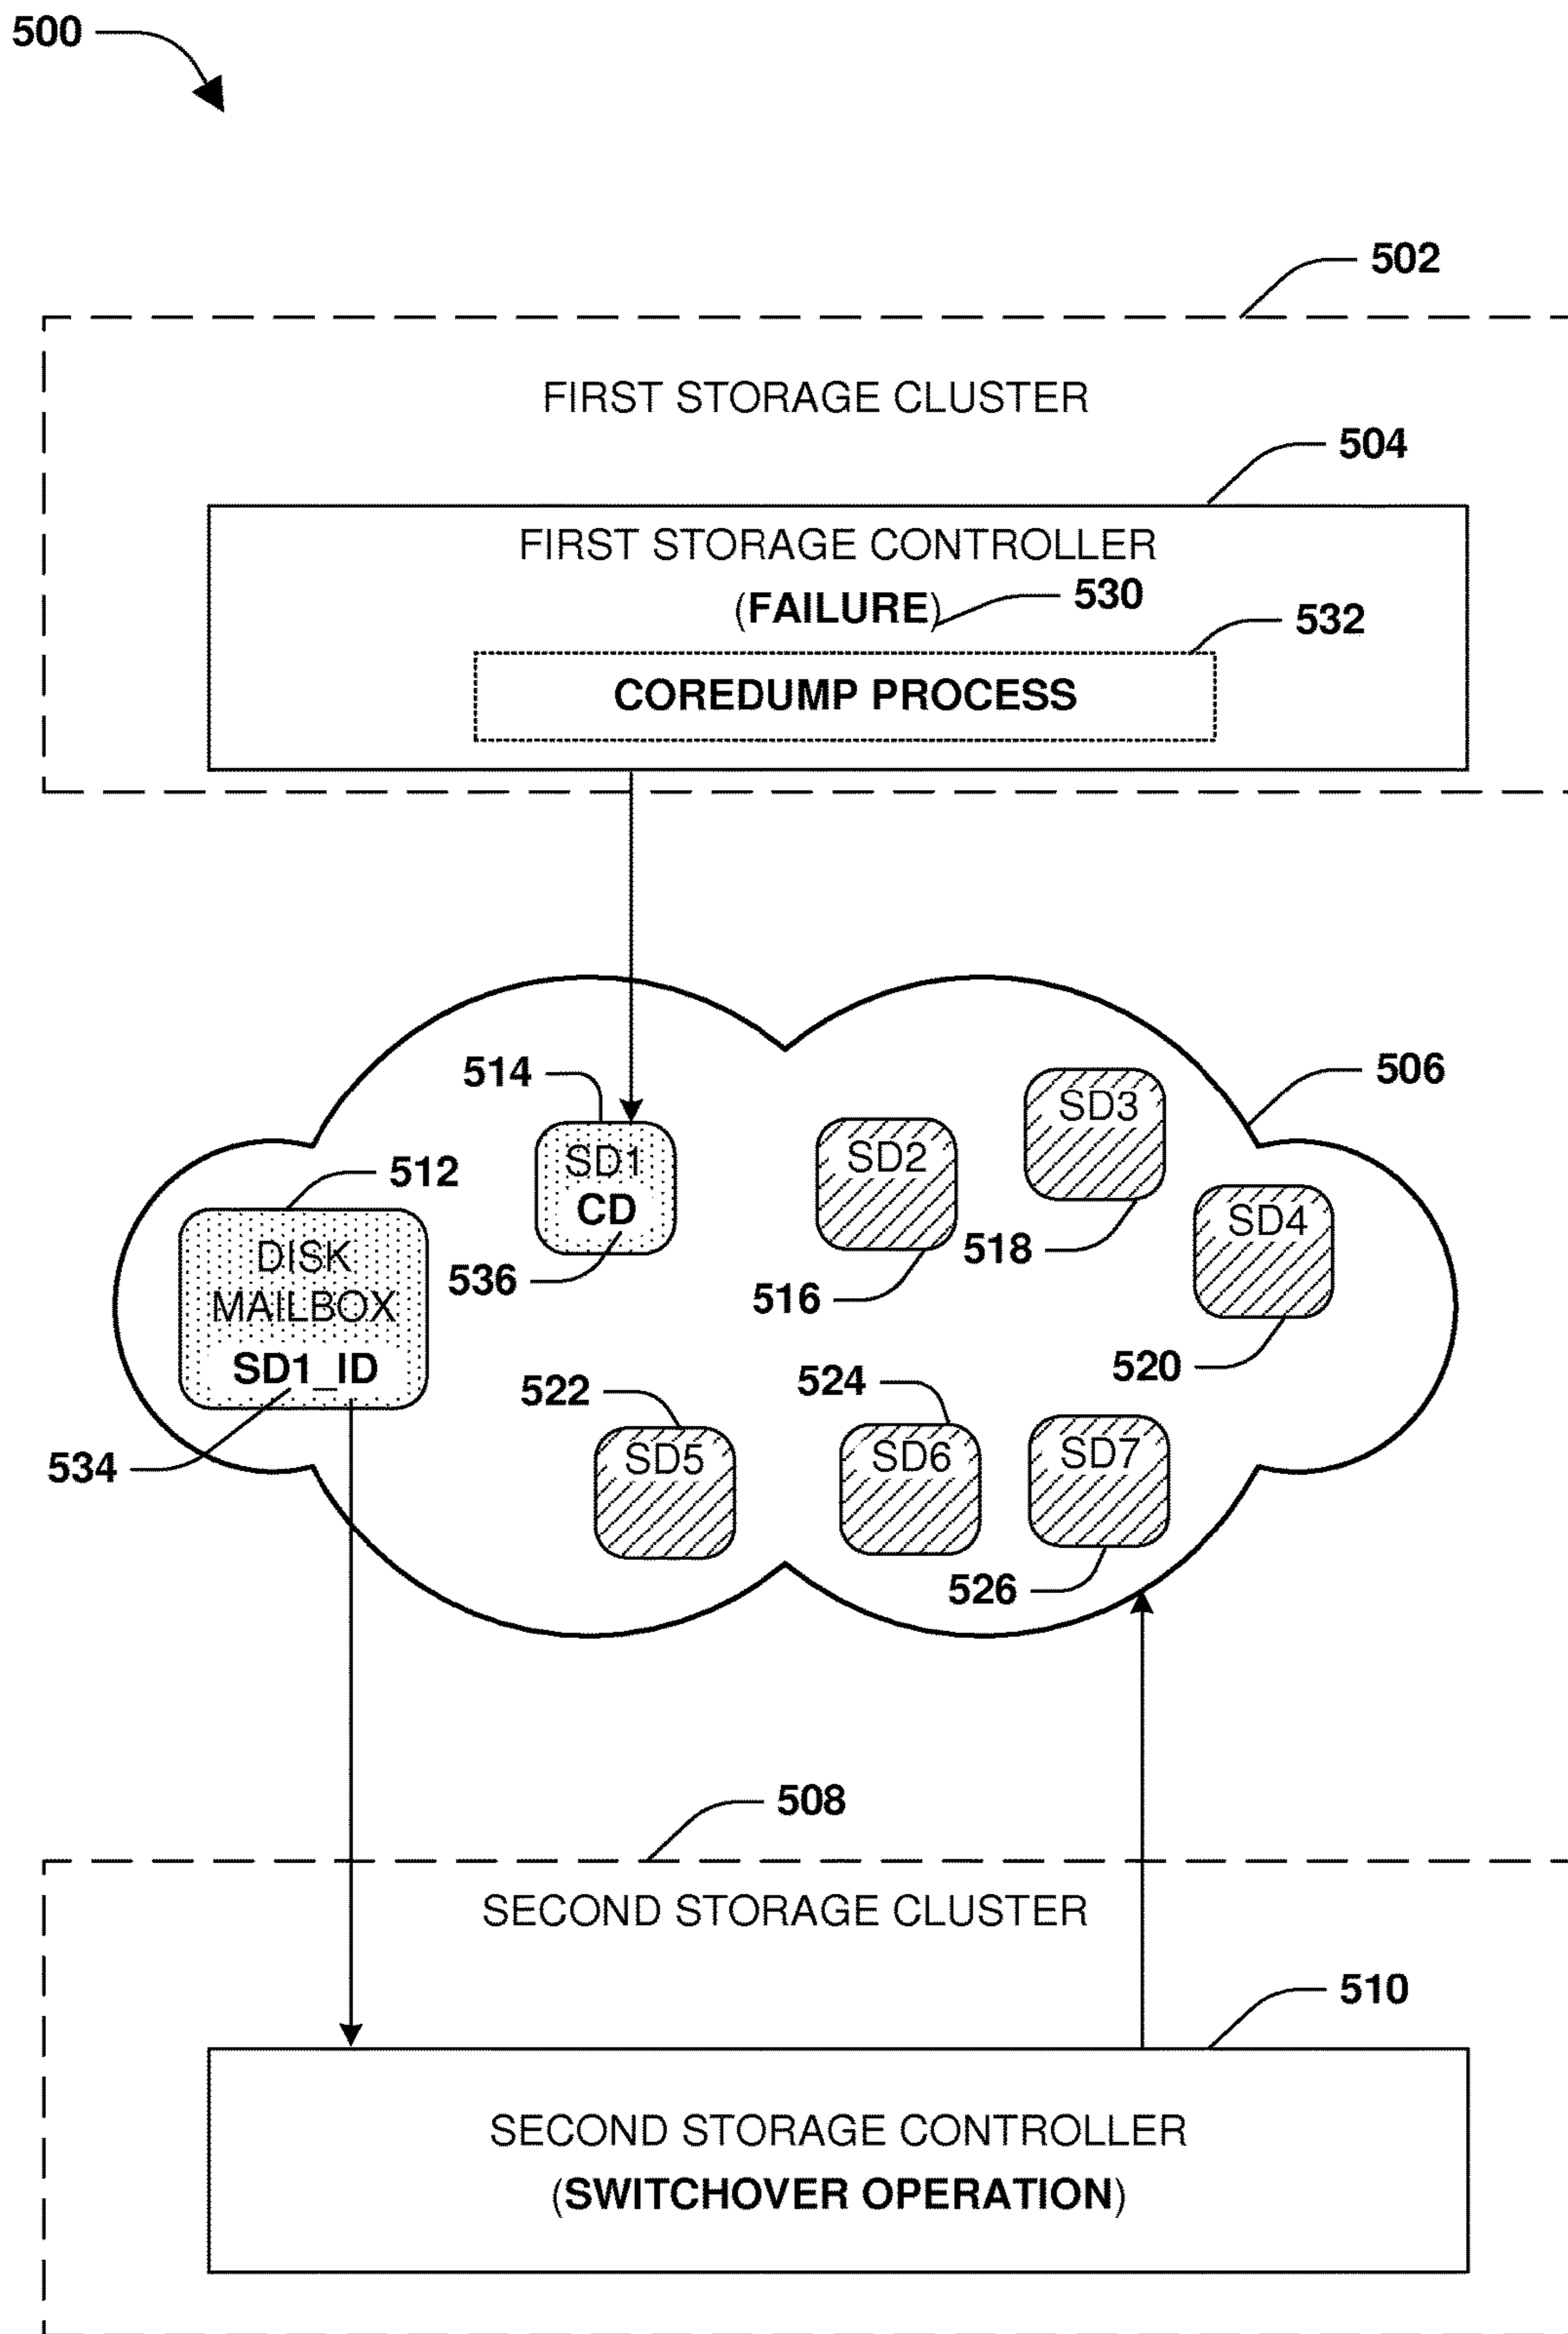 500
502
FIRST STORAGE CLUSTER
504
FIRST STORAGE CONTROLLER
(FAILURE)
530
532
COREDUMP PROCESS
514
506
SD3
SD1
CD
SD2
512
518
SD4
DISK
MAILBOX
SD1_ID
536
516
520
522
524
534
SD5
SD6
SD7
526
508
SECOND STORAGE CLUSTER
510
SECOND STORAGE CONTROLLER
(SWITCHOVER OPERATION)